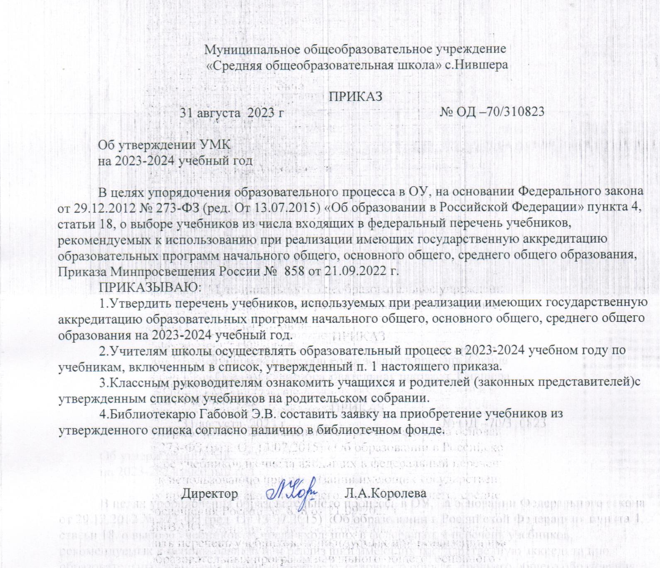 Муниципальное общеобразовательное учреждение
«Средняя общеобразовательная школа» с.Нившера
ПРИКАЗ
31 августа 2023 г № ОД –70/310823
Об утверждении УМК
на 2023-2024 учебный год
В целях упорядочения образовательного процесса в ОУ, на основании Федерального закона
от 29.12.2012 № 273-ФЗ (ред. От 13.07.2015) «Об образовании в Российской Федерации» пункта 4,
статьи 18, о выборе учебников из числа входящих в федеральный перечень учебников,
рекомендуемых к использованию при реализации имеющих государственную аккредитацию
образовательных программ начального общего, основного общего, среднего общего образования,
Приказа Минпросвещения России № 858 от 21.09.2022 г.
ПРИКАЗЫВАЮ:
1.Утвердить перечень учебников, используемых при реализации имеющих государственную
аккредитацию образовательных программ начального общего, основного общего, среднего общего
образования на 2023-2024 учебный год.
2.Учителям школы осуществлять образовательный процесс в 2023-2024 учебном году по
учебникам, включенным в список, утвержденный п. 1 настоящего приказа.
3.Классным руководителям ознакомить учащихся и родителей (законных представителей)с
утвержденным списком учебников на родительском собрании.
4.Библиотекарю Габовой Э.В. составить заявку на приобретение учебников из
утвержденного списка согласно наличию в библиотечном фонде.
Директор Л.А.Королева